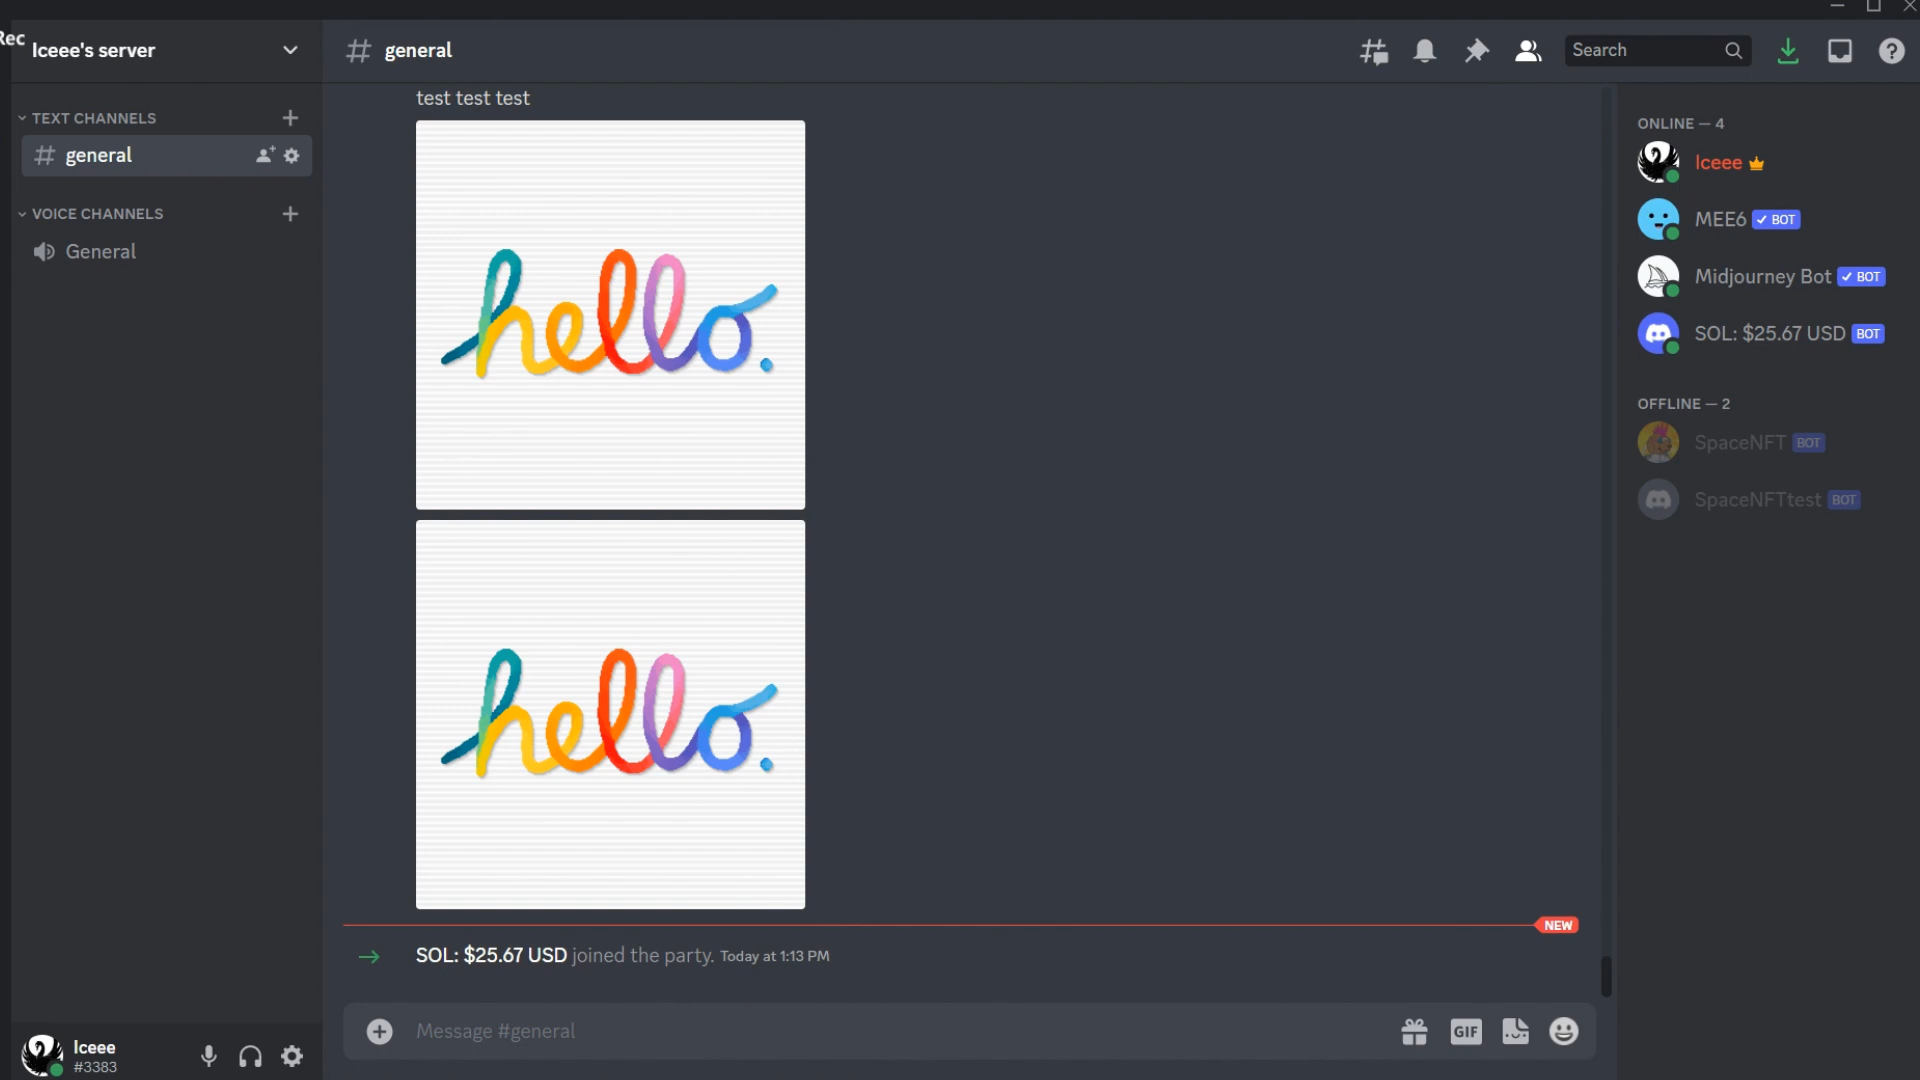 Rec
Iceee's server
general
Search
TEXT CHANNELS
general
VOICE CHANNELS
General
test test test
hello.
hello.
NEW
SOL: $25.67 USD joined the party. Today at 1:13 PM
Message #general
GIF
ONLINE — 4
Iceee
MEE6 BOT
Midjourney Bot BOT
SOL: $25.67 USD BOT
OFFLINE — 2
SpaceNFT BOT
SpaceNFTtest BOT
Iceee
#3383